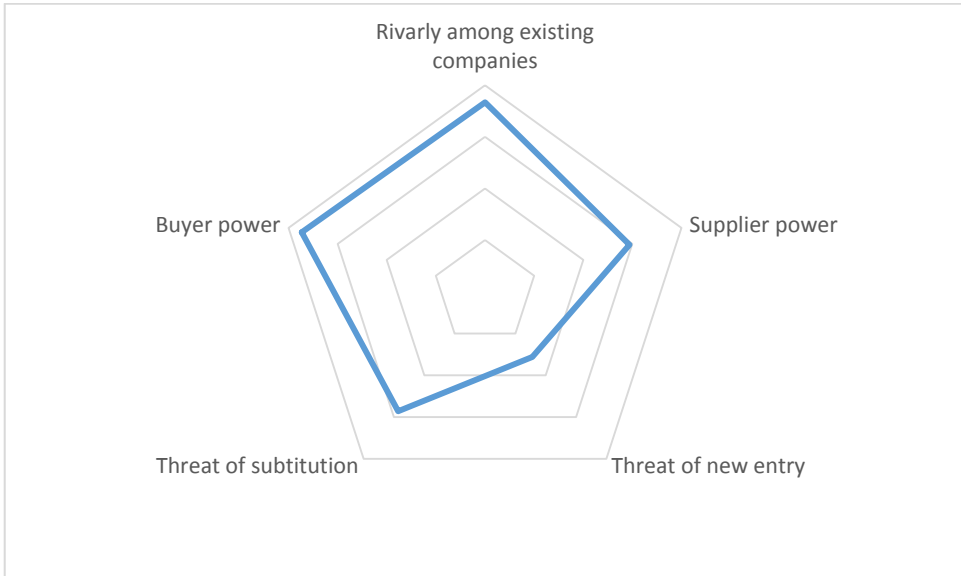 Rivarly among existing
companies
Buyer power
Supplier power
Threat of subtitution
Threat of new entry